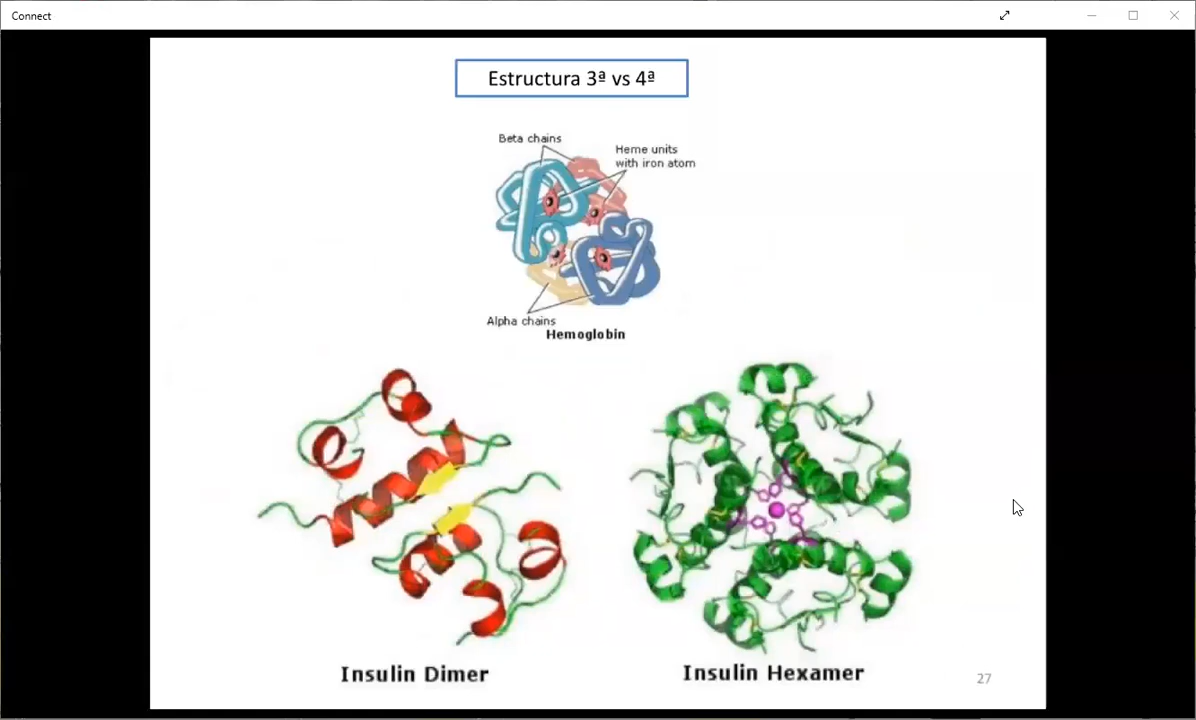 Connect
Estructura 3ª vs 4ª
Beta chains
Heme units
with iron atom
Alpha chains
Hemoglobin
Insulin Dimer
Insulin Hexamer
27